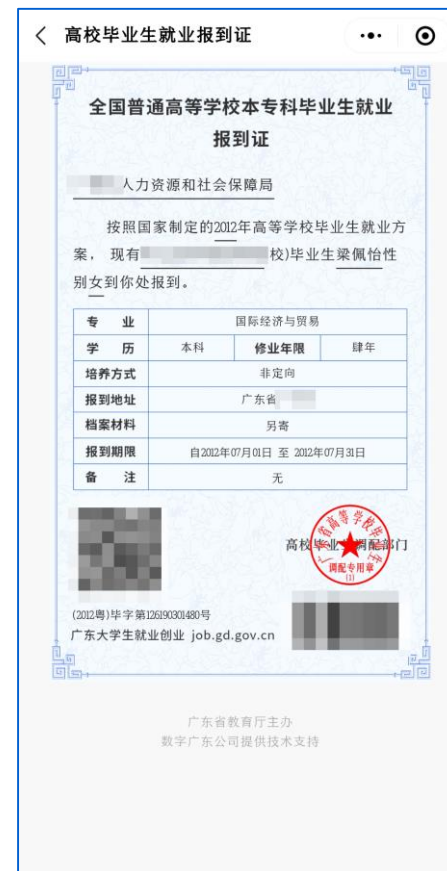 高校毕业生就业报到证
全国普通高等学校本专科毕业生就业
报到证
人力资源和社会保障局
按照国家制定的2012年高等学校毕业生就业方
案， 现有 校)毕业生梁佩怡性
别女到你处报到。
专 业 国际经济与贸易
学 历 本科 修业年限 肆年
培养方式 非定向
报到地址 广东省
档案材料 另寄
报到期限 自2012年07月01日 至 2012年07月31日
备 注 无
广东省高等学校毕业生
高校毕业生调配部门
调配专用章
(1)
(2012粤)毕字第126190301480号
广东大学生就业创业 job.gd.gov.cn
广东省教育厅主办
数字广东公司提供技术支持